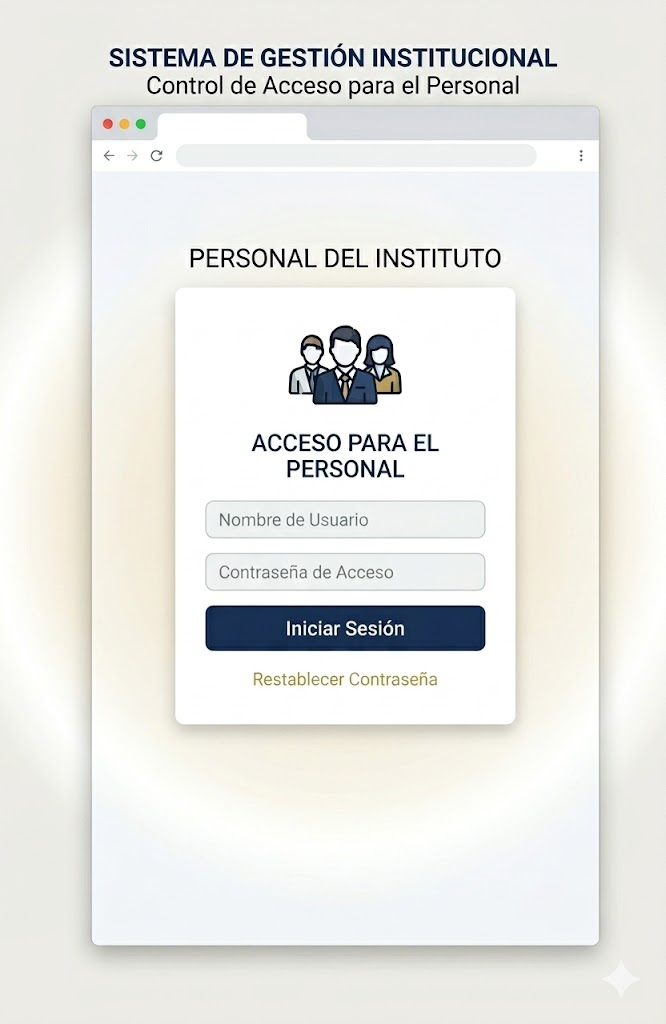 SISTEMA DE GESTIÓN INSTITUCIONAL
Control de Acceso para el Personal
PERSONAL DEL INSTITUTO
ACCESO PARA EL
PERSONAL
Nombre de Usuario
Contraseña de Acceso
Iniciar Sesión
Restablecer Contraseña